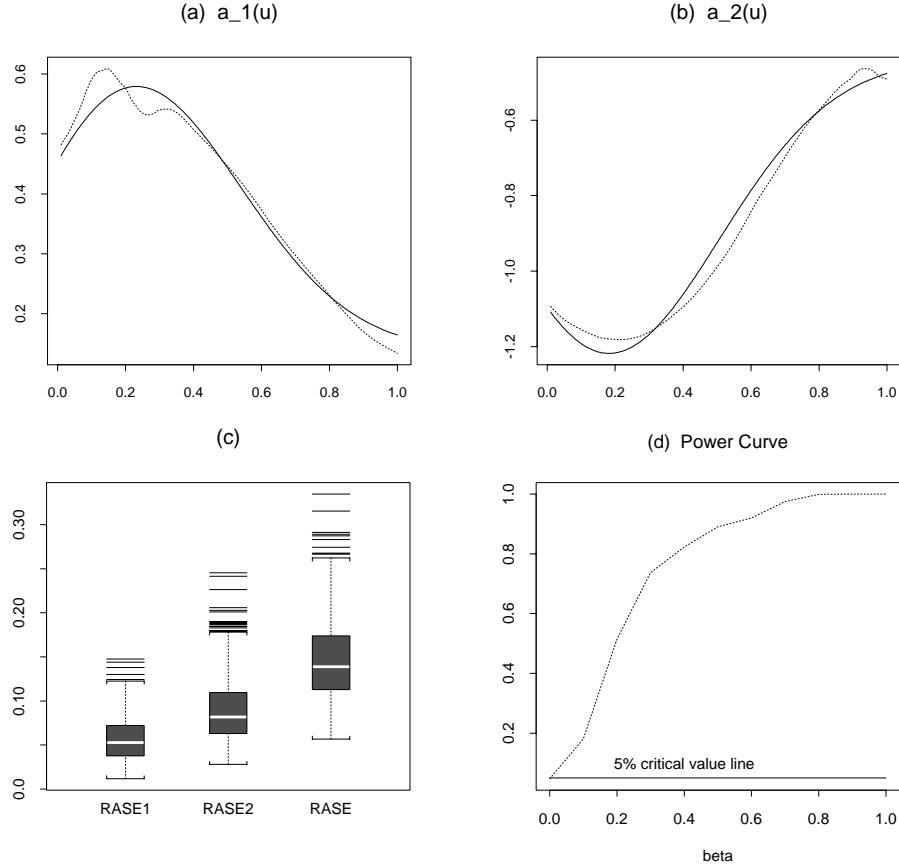 (a) a_1(u)
0.6
0.5
0.4
0.3
0.2
0.0 0.2 0.4 0.6 0.8 1.0
(b) a_2(u)
-0.6
-0.8
-1.0
-1.2
0.0 0.2 0.4 0.6 0.8 1.0
(c)
0.30
0.20
0.10
0.0
RASE1 RASE2 RASE
(d) Power Curve
1.0
0.8
0.6
0.4
0.2
5% critical value line
0.0 0.2 0.4 0.6 0.8 1.0
beta